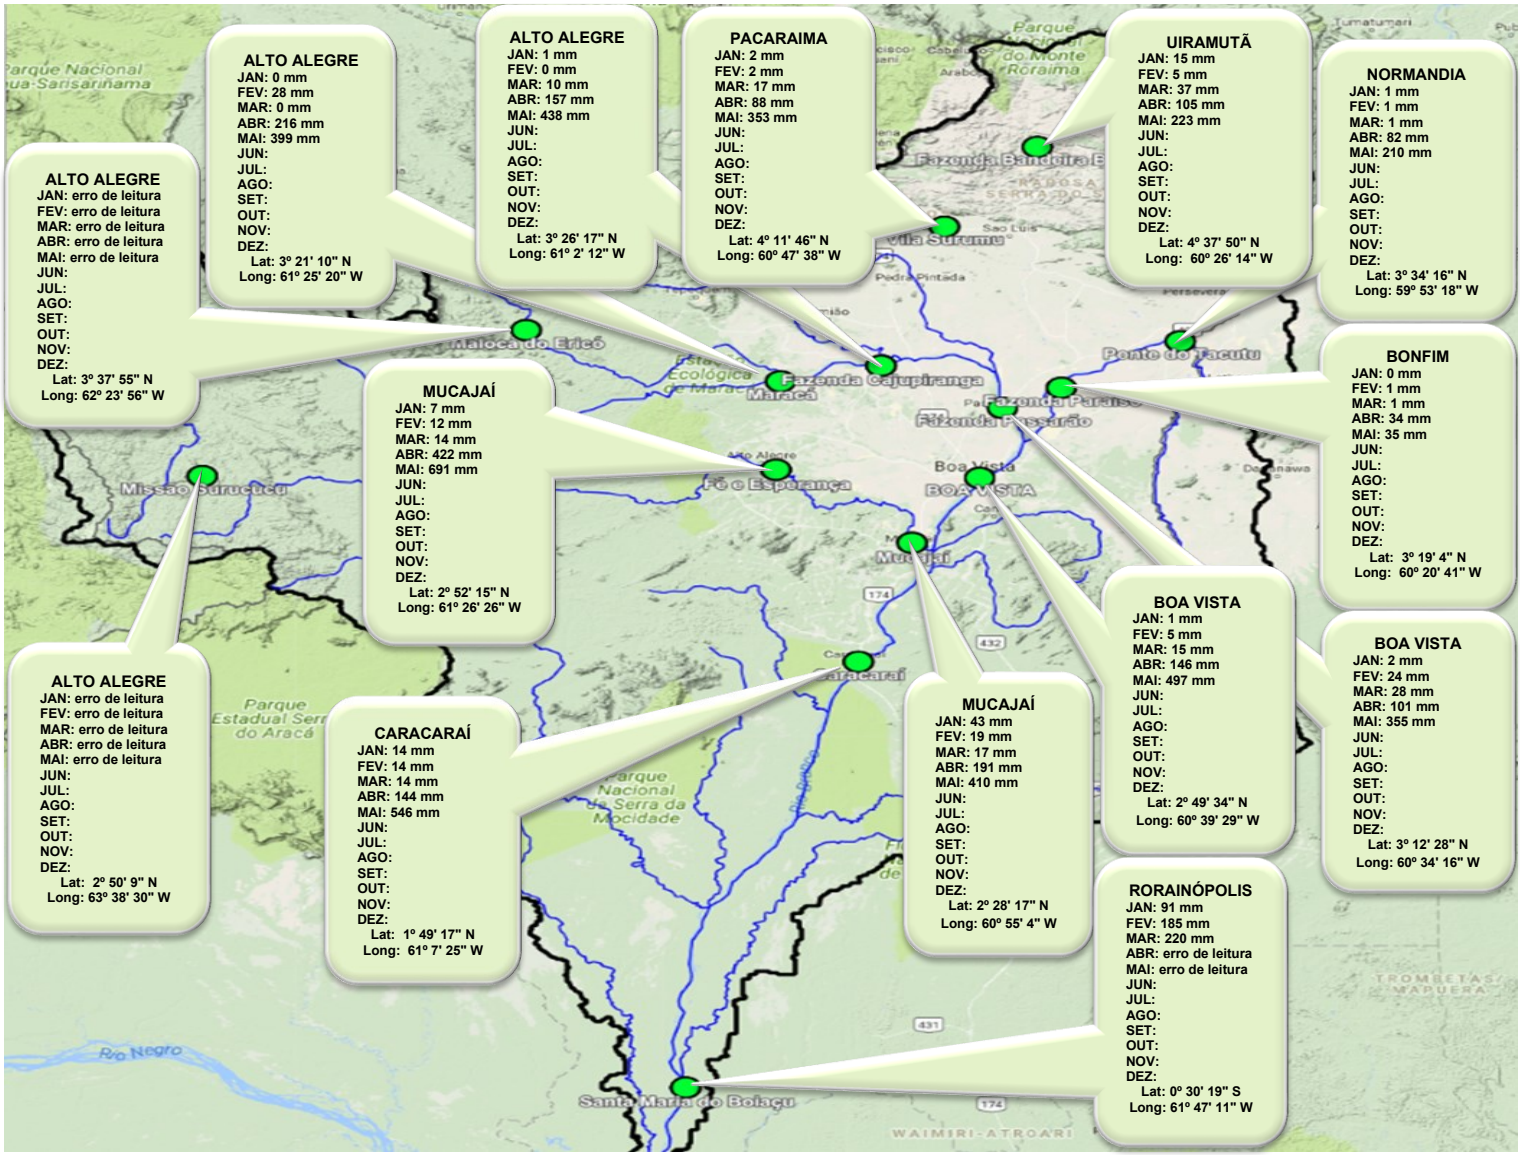 ALTO ALEGRE
JAN: erro de leitura
FEV: erro de leitura
MAR: erro de leitura
ABR: erro de leitura
MAI: erro de leitura
JUN:
JUL:
AGO:
SET:
OUT:
NOV:
DEZ:
Lat: 3º 37' 55" N
Long: 62º 23' 56" W
ALTO ALEGRE
JAN: 0 mm
FEV: 28 mm
MAR: 0 mm
ABR: 216 mm
MAI: 399 mm
JUN:
JUL:
AGO:
SET:
OUT:
NOV:
DEZ:
Lat: 3º 21' 10" N
Long: 61º 25' 20" W
ALTO ALEGRE
JAN: 1 mm
FEV: 0 mm
MAR: 10 mm
ABR: 157 mm
MAI: 438 mm
JUN:
JUL:
AGO:
SET:
OUT:
NOV:
DEZ:
Lat: 3º 26' 17" N
Long: 61º 2' 12" W
PACARAIMA
JAN: 2 mm
FEV: 2 mm
MAR: 17 mm
ABR: 88 mm
MAI: 353 mm
JUN:
JUL:
AGO:
SET:
OUT:
NOV:
DEZ:
Lat: 4º 11' 46" N
Long: 60º 47' 38" W
UIRAMUTÃ
JAN: 15 mm
FEV: 5 mm
MAR: 37 mm
ABR: 105 mm
MAI: 223 mm
JUN:
JUL:
AGO:
SET:
OUT:
NOV:
DEZ:
Lat: 4º 37' 50" N
Long: 60º 26' 14" W
NORMANDIA
JAN: 1 mm
FEV: 1 mm
MAR: 1 mm
ABR: 82 mm
MAI: 210 mm
JUN:
JUL:
AGO:
SET:
OUT:
NOV:
DEZ:
Lat: 3º 34' 16" N
Long: 59º 53' 18" W
MUCAJAÍ
JAN: 7 mm
FEV: 12 mm
MAR: 14 mm
ABR: 422 mm
MAI: 691 mm
JUN:
JUL:
AGO:
SET:
OUT:
NOV:
DEZ:
Lat: 2º 52' 15" N
Long: 61º 26' 26" W
BONFIM
JAN: 0 mm
FEV: 1 mm
MAR: 1 mm
ABR: 34 mm
MAI: 35 mm
JUN:
JUL:
AGO:
SET:
OUT:
NOV:
DEZ:
Lat: 3º 19' 4" N
Long: 60º 20' 41" W
ALTO ALEGRE
JAN: erro de leitura
FEV: erro de leitura
MAR: erro de leitura
ABR: erro de leitura
MAI: erro de leitura
JUN:
JUL:
AGO:
SET:
OUT:
NOV:
DEZ:
Lat: 2º 50' 9" N
Long: 63º 38' 30" W
CARACARAÍ
JAN: 14 mm
FEV: 14 mm
MAR: 14 mm
ABR: 144 mm
MAI: 546 mm
JUN:
JUL:
AGO:
SET:
OUT:
NOV:
DEZ:
Lat: 1º 49' 17" N
Long: 61º 7' 25" W
MUCAJAÍ
JAN: 43 mm
FEV: 19 mm
MAR: 17 mm
ABR: 191 mm
MAI: 410 mm
JUN:
JUL:
AGO:
SET:
OUT:
NOV:
DEZ:
Lat: 2º 28' 17" N
Long: 60º 55' 4" W
BOA VISTA
JAN: 1 mm
FEV: 5 mm
MAR: 15 mm
ABR: 146 mm
MAI: 497 mm
JUN:
JUL:
AGO:
SET:
OUT:
NOV:
DEZ:
Lat: 2º 49' 34" N
Long: 60º 39' 29" W
BOA VISTA
JAN: 2 mm
FEV: 24 mm
MAR: 28 mm
ABR: 101 mm
MAI: 355 mm
JUN:
JUL:
AGO:
SET:
OUT:
NOV:
DEZ:
Lat: 3º 12' 28" N
Long: 60º 34' 16" W
RORAINÓPOLIS
JAN: 91 mm
FEV: 185 mm
MAR: 220 mm
ABR: erro de leitura
MAI: erro de leitura
JUN:
JUL:
AGO:
SET:
OUT:
NOV:
DEZ:
Lat: 0º 30' 19" S
Long: 61º 47' 11" W
Tumatumari
Parque
do Monte
Roraima
Parque Nacional
Fazenda Bandeira B
Vila Surumu
São Luis
Pedra Pintada
Maloca do Ericó
Estação
Ecológica
de Maracá
Maracá
Fazenda Cajupiranga
Ponte do Tacutu
Fazenda Paraíso
Fazenda Passarão
Alto Alegre
Fé e Esperança
Boa Vista
BOA VISTA
Missão Surucucu
Mucajaí
174
432
Caracaraí
Parque
Estadual Serra
do Aracá
Parque
Nacional
da Serra da
Mocidade
Rio Branco
Rio Negro
431
174
Santa Maria do Boiaçu
TROMBETAS/
MAPUERA
WAIMIRI-ATROARI